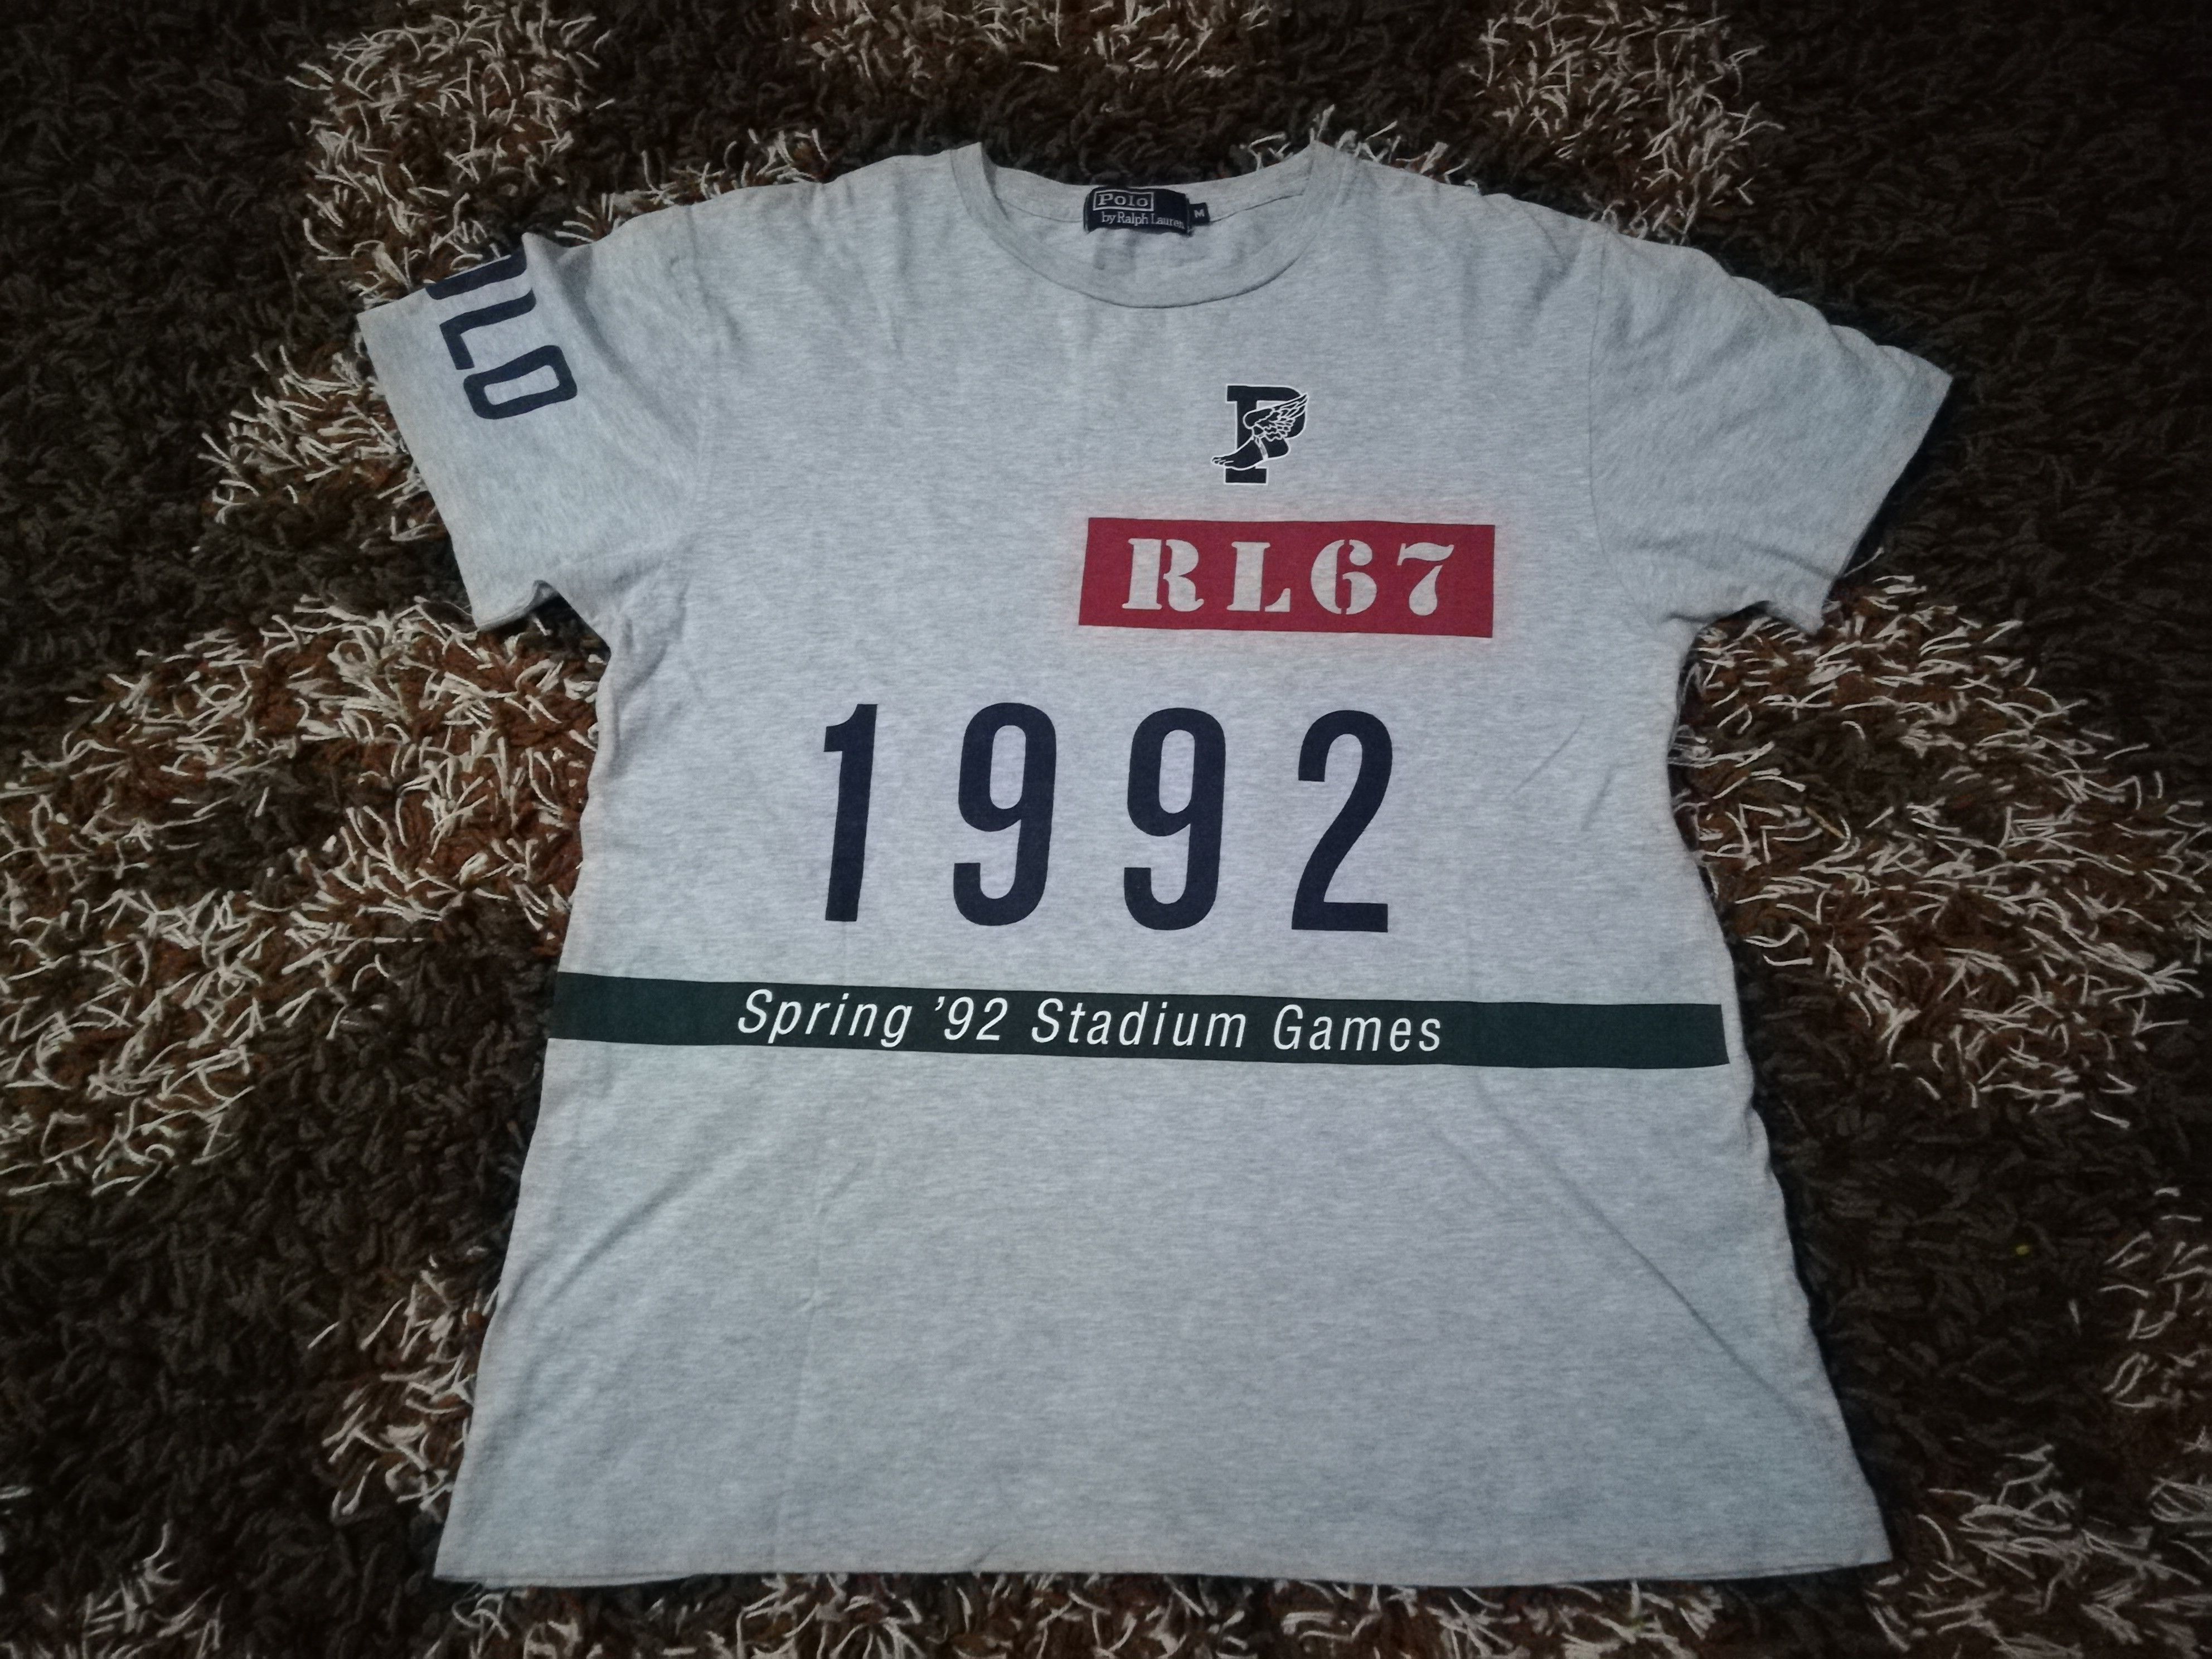 Polo
by Ralph Lauren
M
OLO
P
RL67
1992
Spring '92 Stadium Games